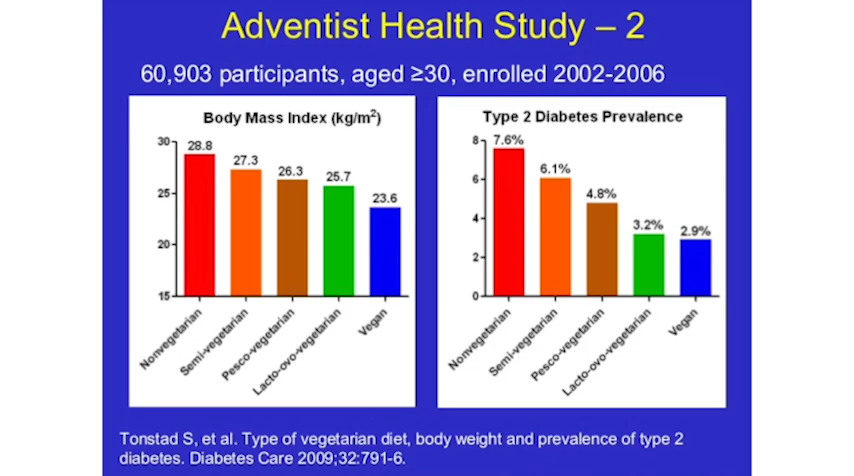 Adventist Health Study – 2
60,903 participants, aged ≥30, enrolled 2002-2006
Body Mass Index (kg/m²)
30
25
20
15
28.8
27.3
26.3
25.7
23.6
Nonvegetarian
Semi-vegetarian
Pesco-vegetarian
Lacto-ovo-vegetarian
Vegan
Type 2 Diabetes Prevalence
8
6
4
2
0
7.6%
6.1%
4.8%
3.2%
2.9%
Nonvegetarian
Semi-vegetarian
Pesco-vegetarian
Lacto-ovo-vegetarian
Vegan
Tonstad S, et al. Type of vegetarian diet, body weight and prevalence of type 2
diabetes. Diabetes Care 2009;32:791-6.